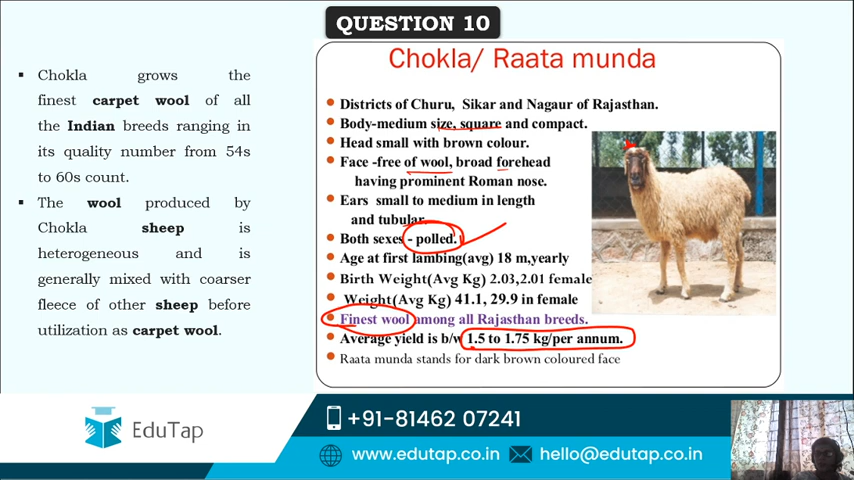 QUESTION 10
▪ Chokla grows the
finest carpet wool of all
the Indian breeds ranging in
its quality number from 54s
to 60s count.
▪ The wool produced by
Chokla sheep is
heterogeneous and is
generally mixed with coarser
fleece of other sheep before
utilization as carpet wool.
Chokla/ Raata munda
• Districts of Churu, Sikar and Nagaur of Rajasthan.
• Body-medium size, square and compact.
• Head small with brown colour.
• Face -free of wool, broad forehead
having prominent Roman nose.
• Ears small to medium in length
and tubular.
• Both sexes - polled.
• Age at first lambing(avg) 18 m,yearly
• Birth Weight(Avg Kg) 2.03,2.01 female
• Weight(Avg Kg) 41.1, 29.9 in female
• Finest wool among all Rajasthan breeds.
• Average yield is b/w 1.5 to 1.75 kg/per annum.
• Raata munda stands for dark brown coloured face
EduTap
+91-81462 07241
www.edutap.co.in hello@edutap.co.in